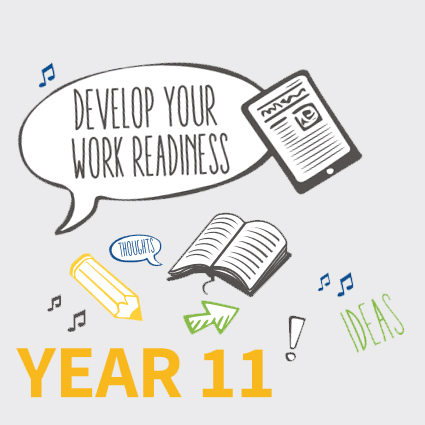 DEVELOP YOUR
WORK READINESS
THOUGHTS
IDEAS
YEAR 11